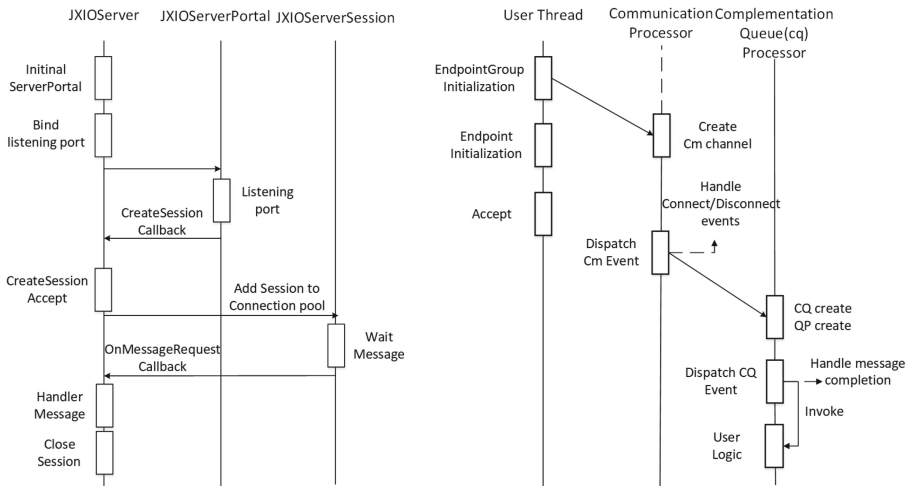 JXIOServer
JXIOServerPortal
JXIOServerSession
Initinal
ServerPortal
Bind
listening port
Listening
port
CreateSession
Callback
CreateSession
Accept
Add Session to
Connection pool
Wait
Message
OnMessageRequest
Callback
Handler
Message
Close
Session
User Thread
Communication
Processor
Complementation
Queue(cq)
Processor
EndpointGroup
Initialization
Create
Cm channel
Endpoint
Initialization
Handle
Connect/Disconnect
events
Accept
Dispatch
Cm Event
CQ create
QP create
Dispatch CQ
Event
Handle message
completion
Invoke
User
Logic